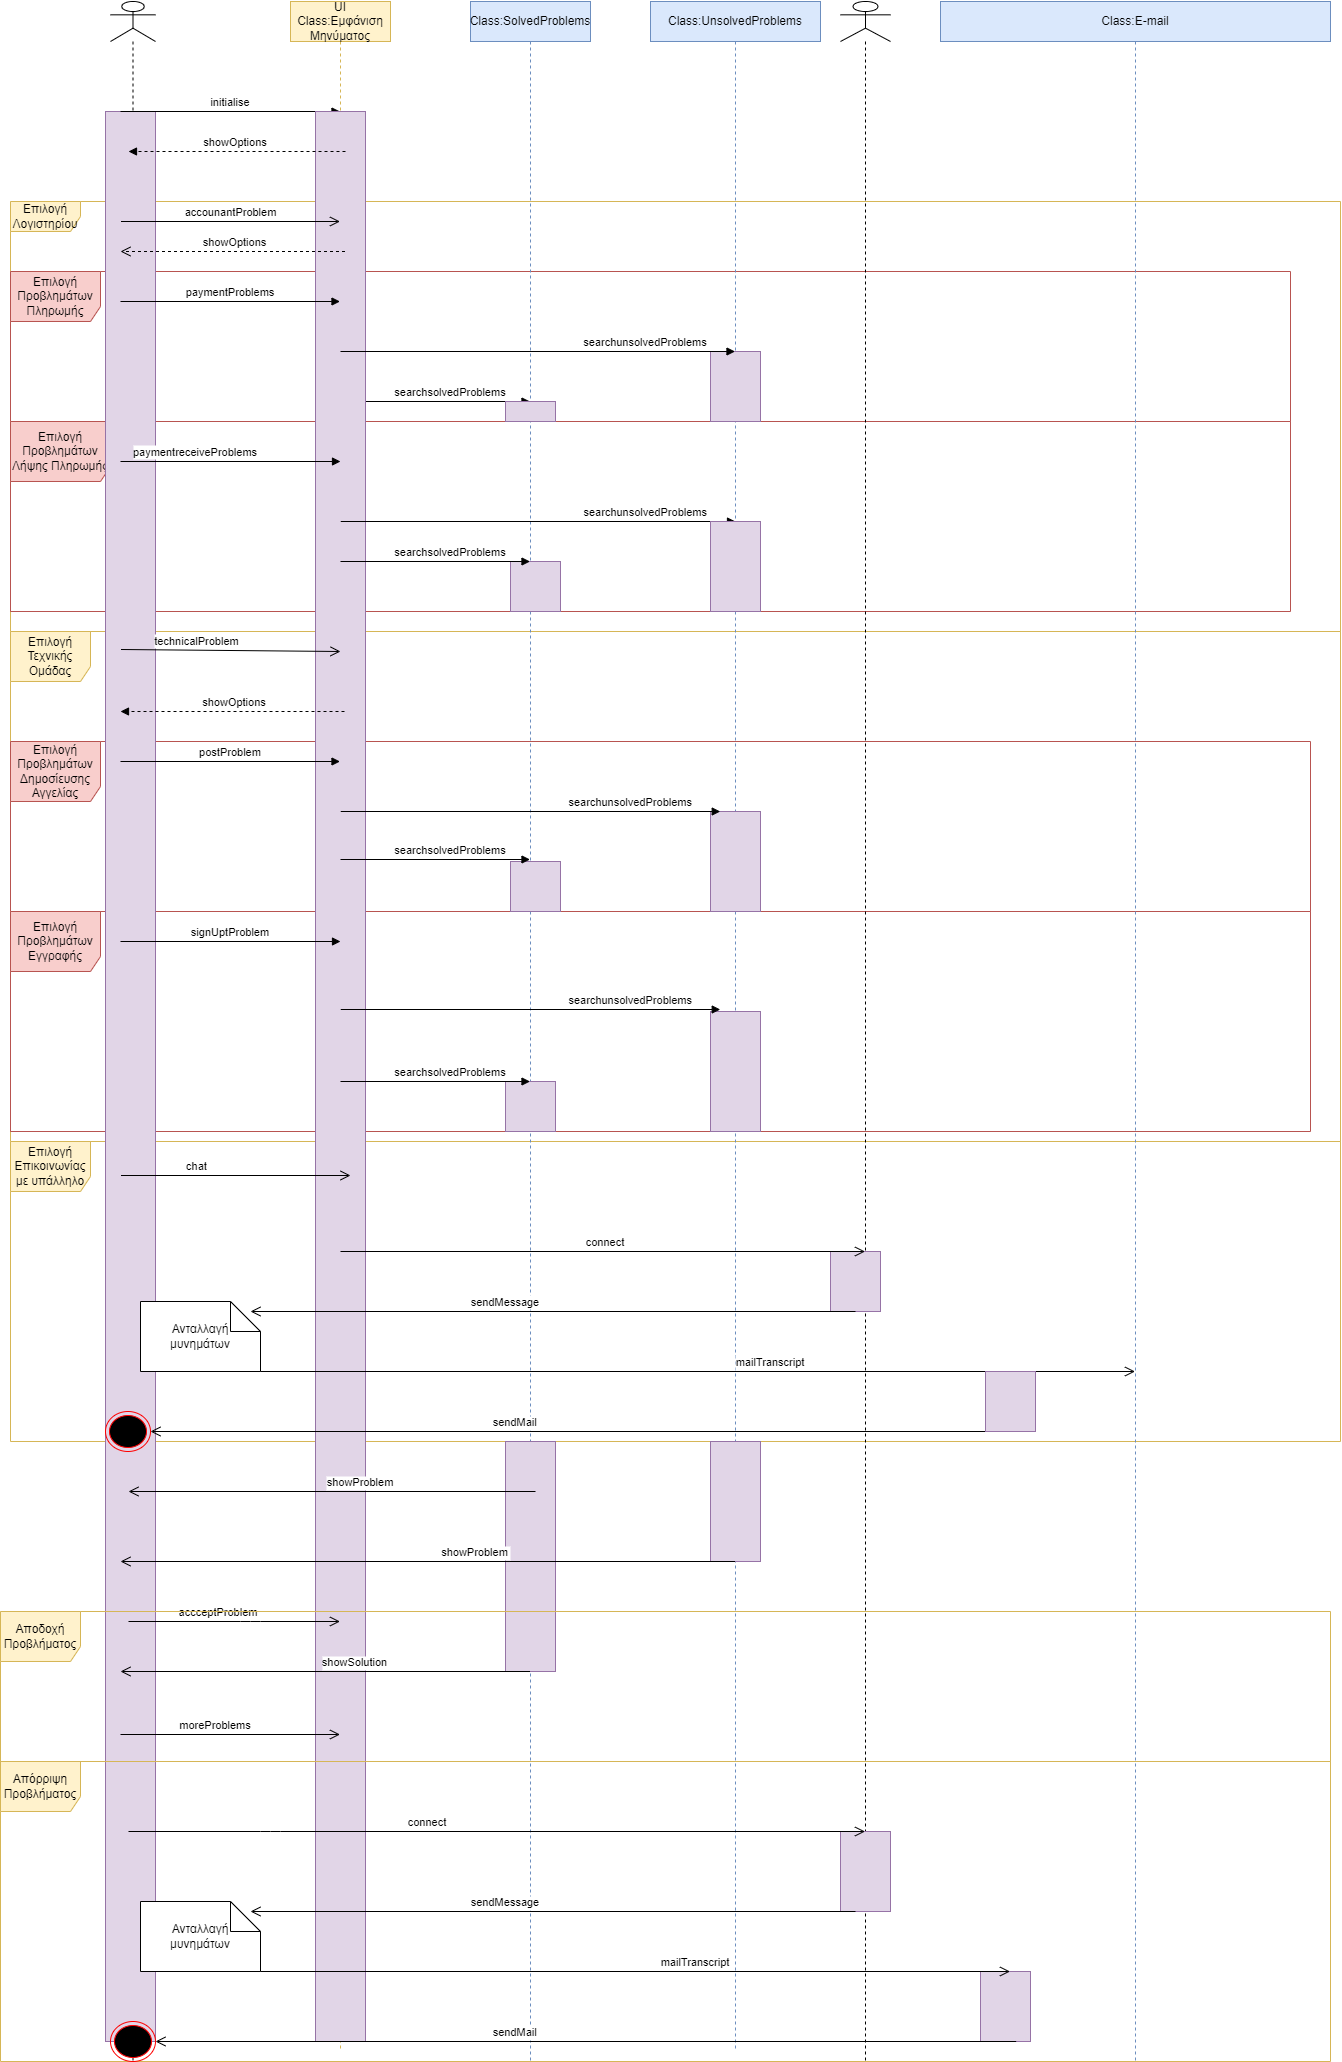 UI
Class:Εμφάνιση
Μηνύματος
Class:SolvedProblems
Class:UnsolvedProblems
Class:E-mail
initialise
showOptions
Επιλογή
Λογιστηρίου
accounantProblem
showOptions
Επιλογή
Προβλημάτων
Πληρωμής
paymentProblems
searchunsolvedProblems
searchsolvedProblems
Επιλογή
Προβλημάτων
Λήψης Πληρωμής
paymentreceiveProblems
searchunsolvedProblems
searchsolvedProblems
Επιλογή
Τεχνικής
Ομάδας
technicalProblem
showOptions
Επιλογή
Προβλημάτων
Δημοσίευσης
Αγγελίας
postProblem
searchunsolvedProblems
searchsolvedProblems
Επιλογή
Προβλημάτων
Εγγραφής
signUptProblem
searchunsolvedProblems
searchsolvedProblems
Επιλογή
Επικοινωνίας
με υπάλληλο
chat
connect
sendMessage
Ανταλλαγή
μυνημάτων
mailTranscript
sendMail
showProblem
showProblem
Αποδοχή
Προβλήματος
accceptProblem
showSolution
moreProblems
Απόρριψη
Προβλήματος
connect
sendMessage
Ανταλλαγή
μυνημάτων
mailTranscript
sendMail